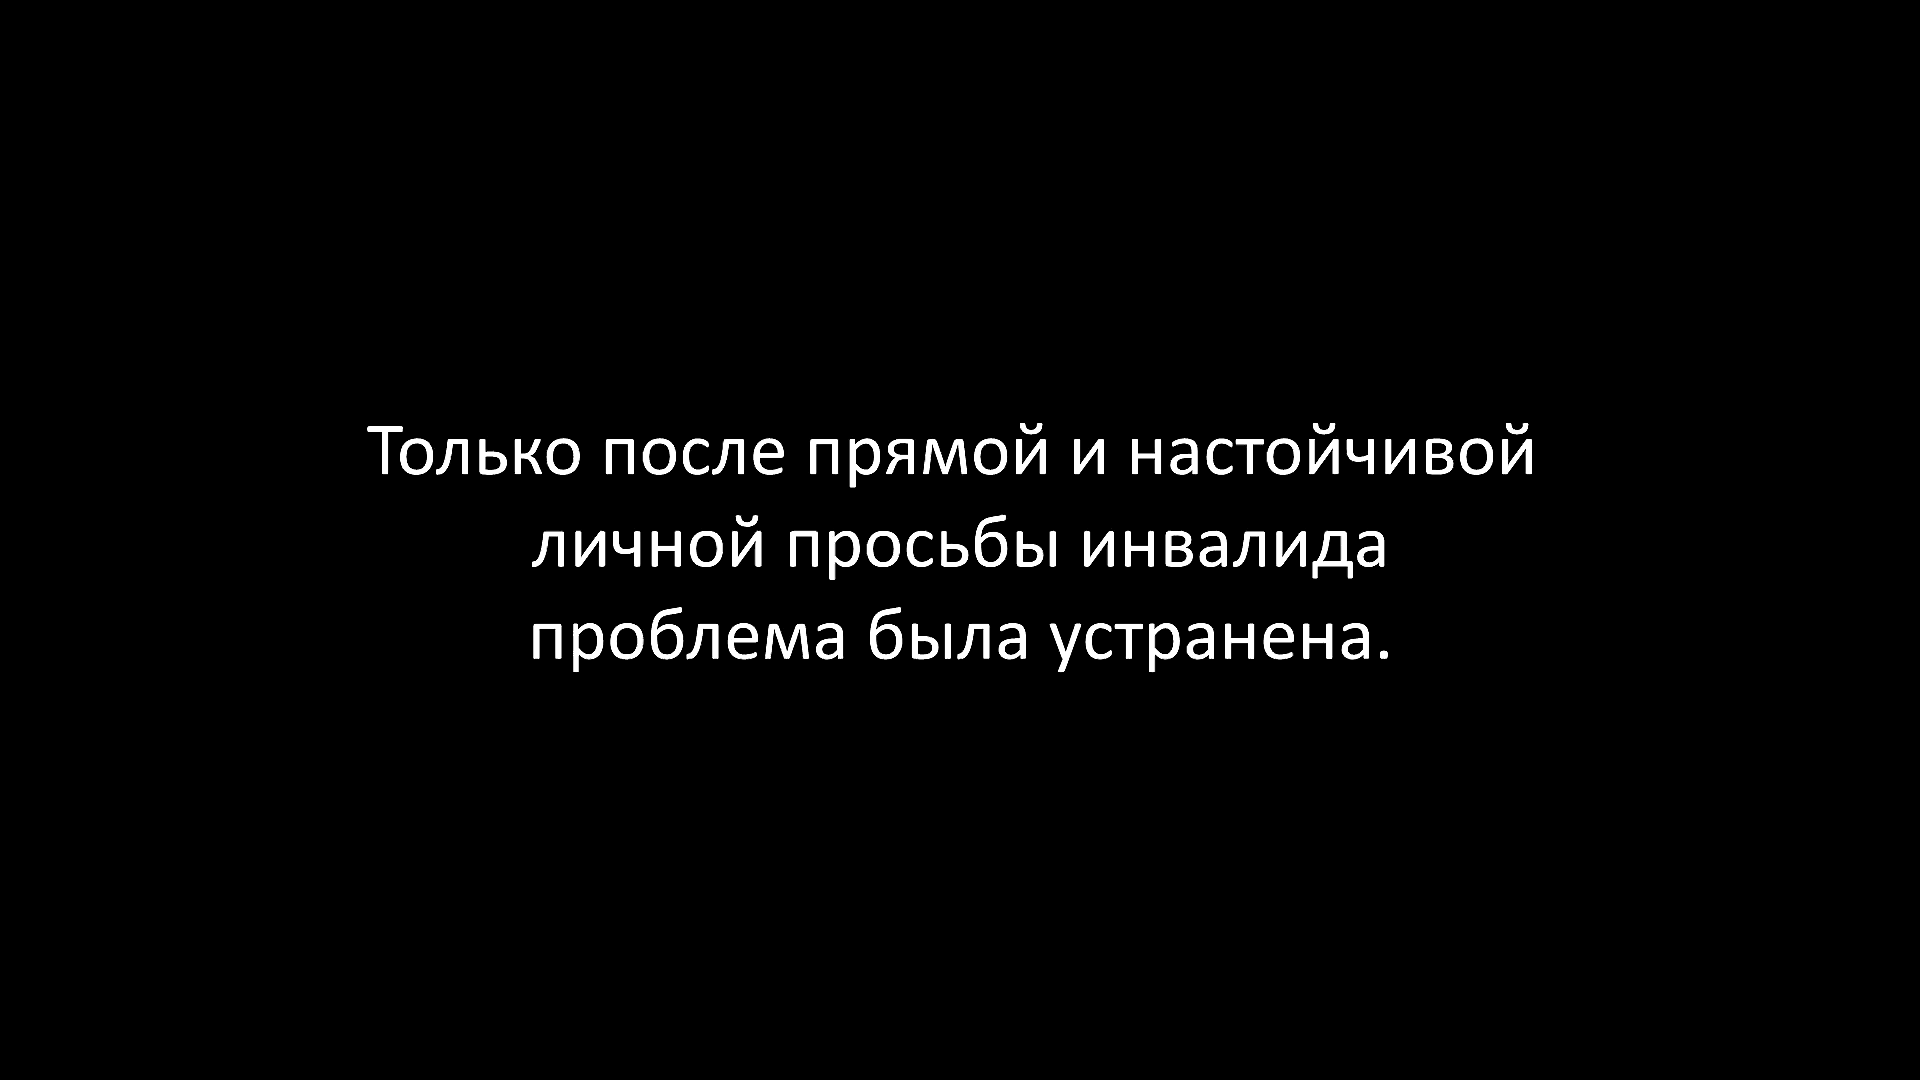 Только после прямой и настойчивой
личной просьбы инвалида
проблема была устранена.